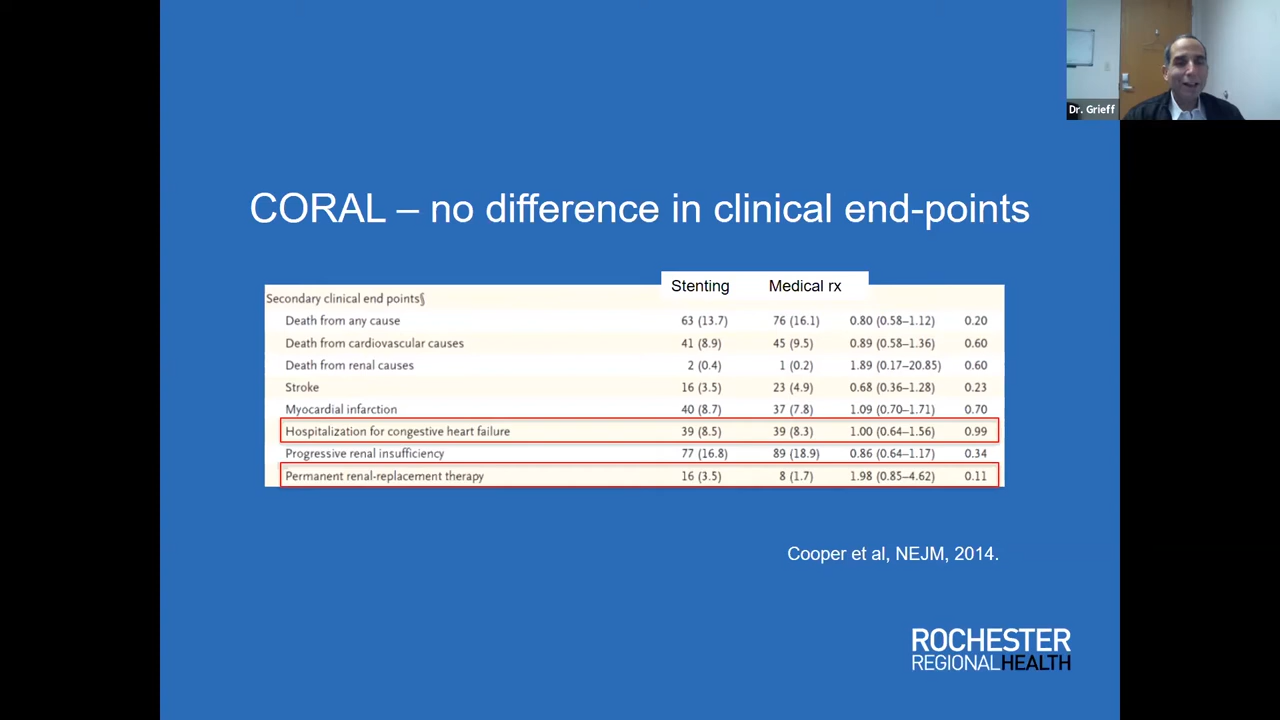 Dr. Grieff
CORAL – no difference in clinical end-points
Stenting Medical rx
Secondary clinical end points§
Death from any cause 63 (13.7) 76 (16.1) 0.80 (0.58–1.12) 0.20
Death from cardiovascular causes 41 (8.9) 45 (9.5) 0.89 (0.58–1.36) 0.60
Death from renal causes 2 (0.4) 1 (0.2) 1.89 (0.17–20.85) 0.60
Stroke 16 (3.5) 23 (4.9) 0.68 (0.36–1.28) 0.23
Myocardial infarction 40 (8.7) 37 (7.8) 1.09 (0.70–1.71) 0.70
Hospitalization for congestive heart failure 39 (8.5) 39 (8.3) 1.00 (0.64–1.56) 0.99
Progressive renal insufficiency 77 (16.8) 89 (18.9) 0.86 (0.64–1.17) 0.34
Permanent renal-replacement therapy 16 (3.5) 8 (1.7) 1.98 (0.85–4.62) 0.11
Cooper et al, NEJM, 2014.
ROCHESTER
REGIONALHEALTH